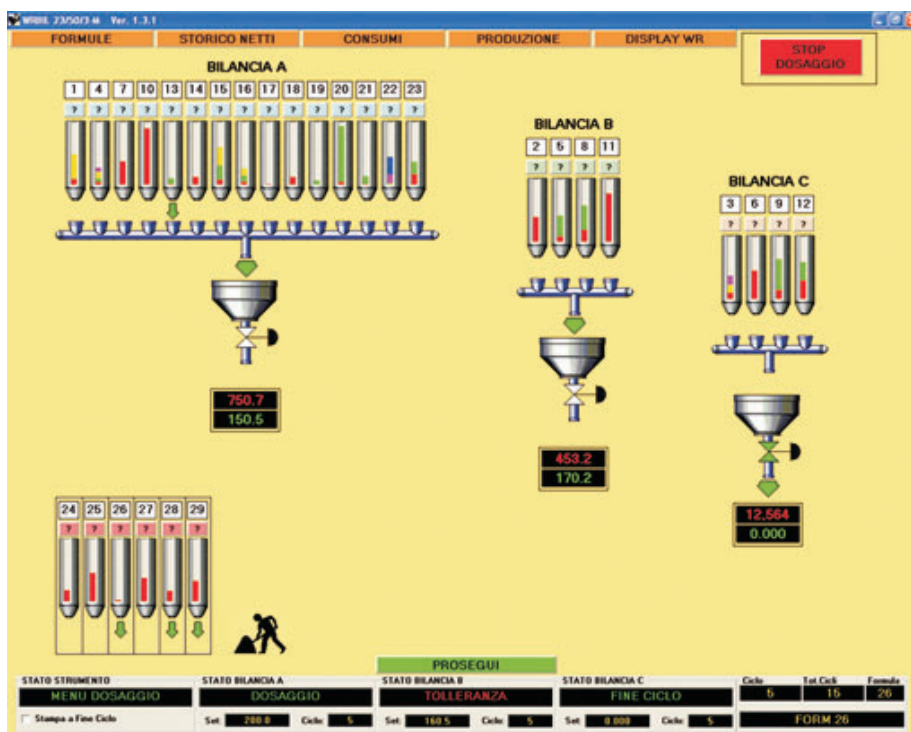 WRBIL 23/50/3-M Ver. 1.3.1
FORMULE STORICO NETTI CONSUMI PRODUZIONE DISPLAY WR
STOP
DOSAGGIO
BILANCIA A
1 4 7 10 13 14 15 16 17 18 19 20 21 22 23
? ? ? ? ? ? ? ? ? ? ? ? ? ? ?
750.7
150.5
BILANCIA B
2 5 8 11
? ? ? ?
453.2
170.2
BILANCIA C
3 6 9 12
? ? ? ?
12,564
0.000
24 25 26 27 28 29
? ? ? ? ? ?
PROSEGUI
STATO STRUMENTO STATO BILANCIA A STATO BILANCIA B STATO BILANCIA C Ciclo Tot.Cicli Formula
MENU DOSAGGIO DOSAGGIO TOLLERANZA FINE CICLO 5 15 26
Stampa a Fine Ciclo Set: 200.0 Ciclo: 5 Set: 160.5 Ciclo: 5 Set: 0.000 Ciclo: 5 FORM 26